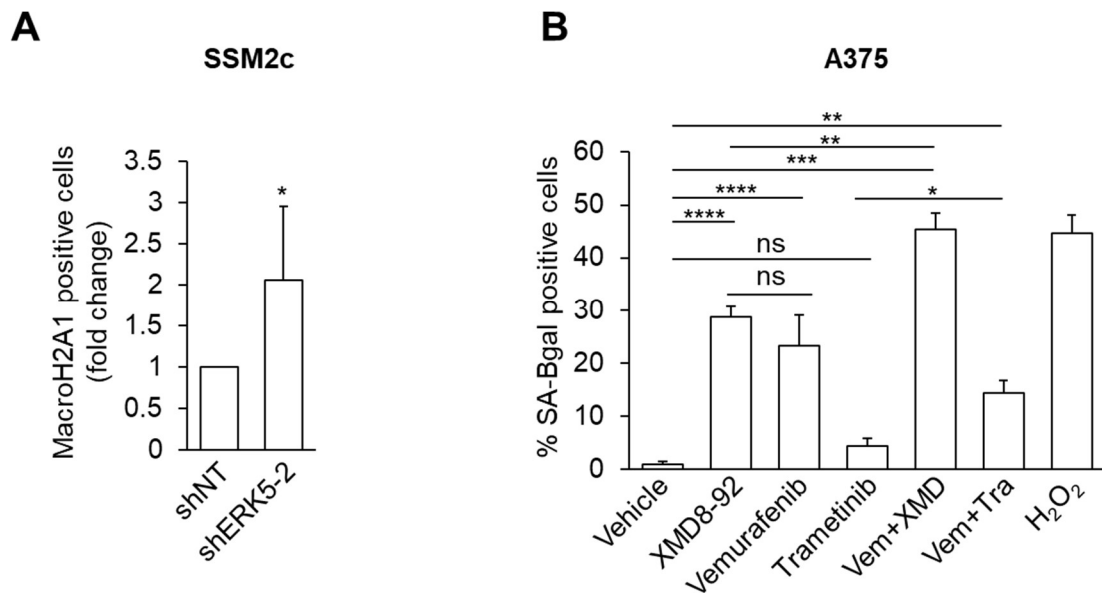 A
SSM2c
MacroH2A1 positive cells
(fold change)
3.5
3
2.5
2
1.5
1
0.5
0
*
shNT
shERK5-2
B
A375
% SA-Bgal positive cells
60
50
40
30
20
10
0
**
**
***
****
*
****
ns
ns
Vehicle
XMD8-92
Vemurafenib
Trametinib
Vem+XMD
Vem+Tra
H₂O₂